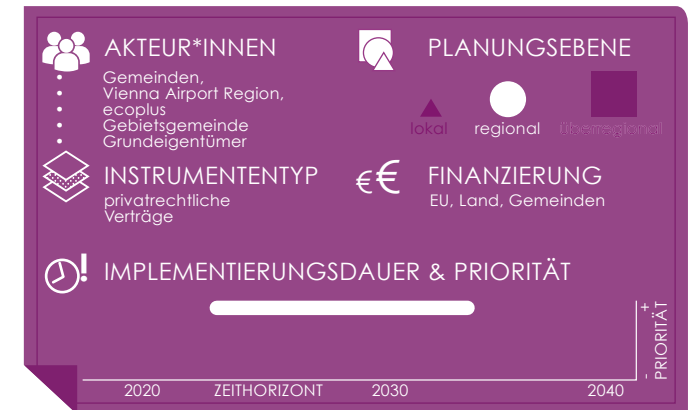 AKTEUR*INNEN
• Gemeinden,
• Vienna Airport Region,
• ecoplus
• Gebietsgemeinde
• Grundeigentümer
PLANUNGSEBENE
lokal regional überregional
INSTRUMENTENTYP
privatrechtliche
Verträge
€€ FINANZIERUNG
EU, Land, Gemeinden
! IMPLEMENTIERUNGSDAUER & PRIORITÄT
- PRIORITÄT +
2020 ZEITHORIZONT 2030 2040